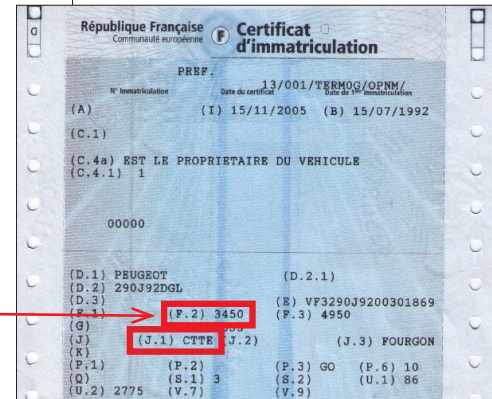 République Française
Communauté européenne
F
Certificat
d'immatriculation
PREF.
13/001/TERMOG/OPNM/
N° Immatriculation Date du certificat Date de 1ère immatriculation
(A) (I) 15/11/2005 (B) 15/07/1992
(C.1)
(C.4a) EST LE PROPRIETAIRE DU VEHICULE
(C.4.1) 1
00000
(D.1) PEUGEOT (D.2.1)
(D.2) 290J92DGL
(D.3) (E) VF3290J9200301869
(F.1) (F.2) 3450 (F.3) 4950
(G)
(J) (J.1) CTTE (J.2) (J.3) FOURGON
(K)
(P.1) (P.2) (P.3) GO (P.6) 10
(Q) (S.1) 3 (S.2) (U.1) 86
(U.2) 2775 (V.7) (V.9)